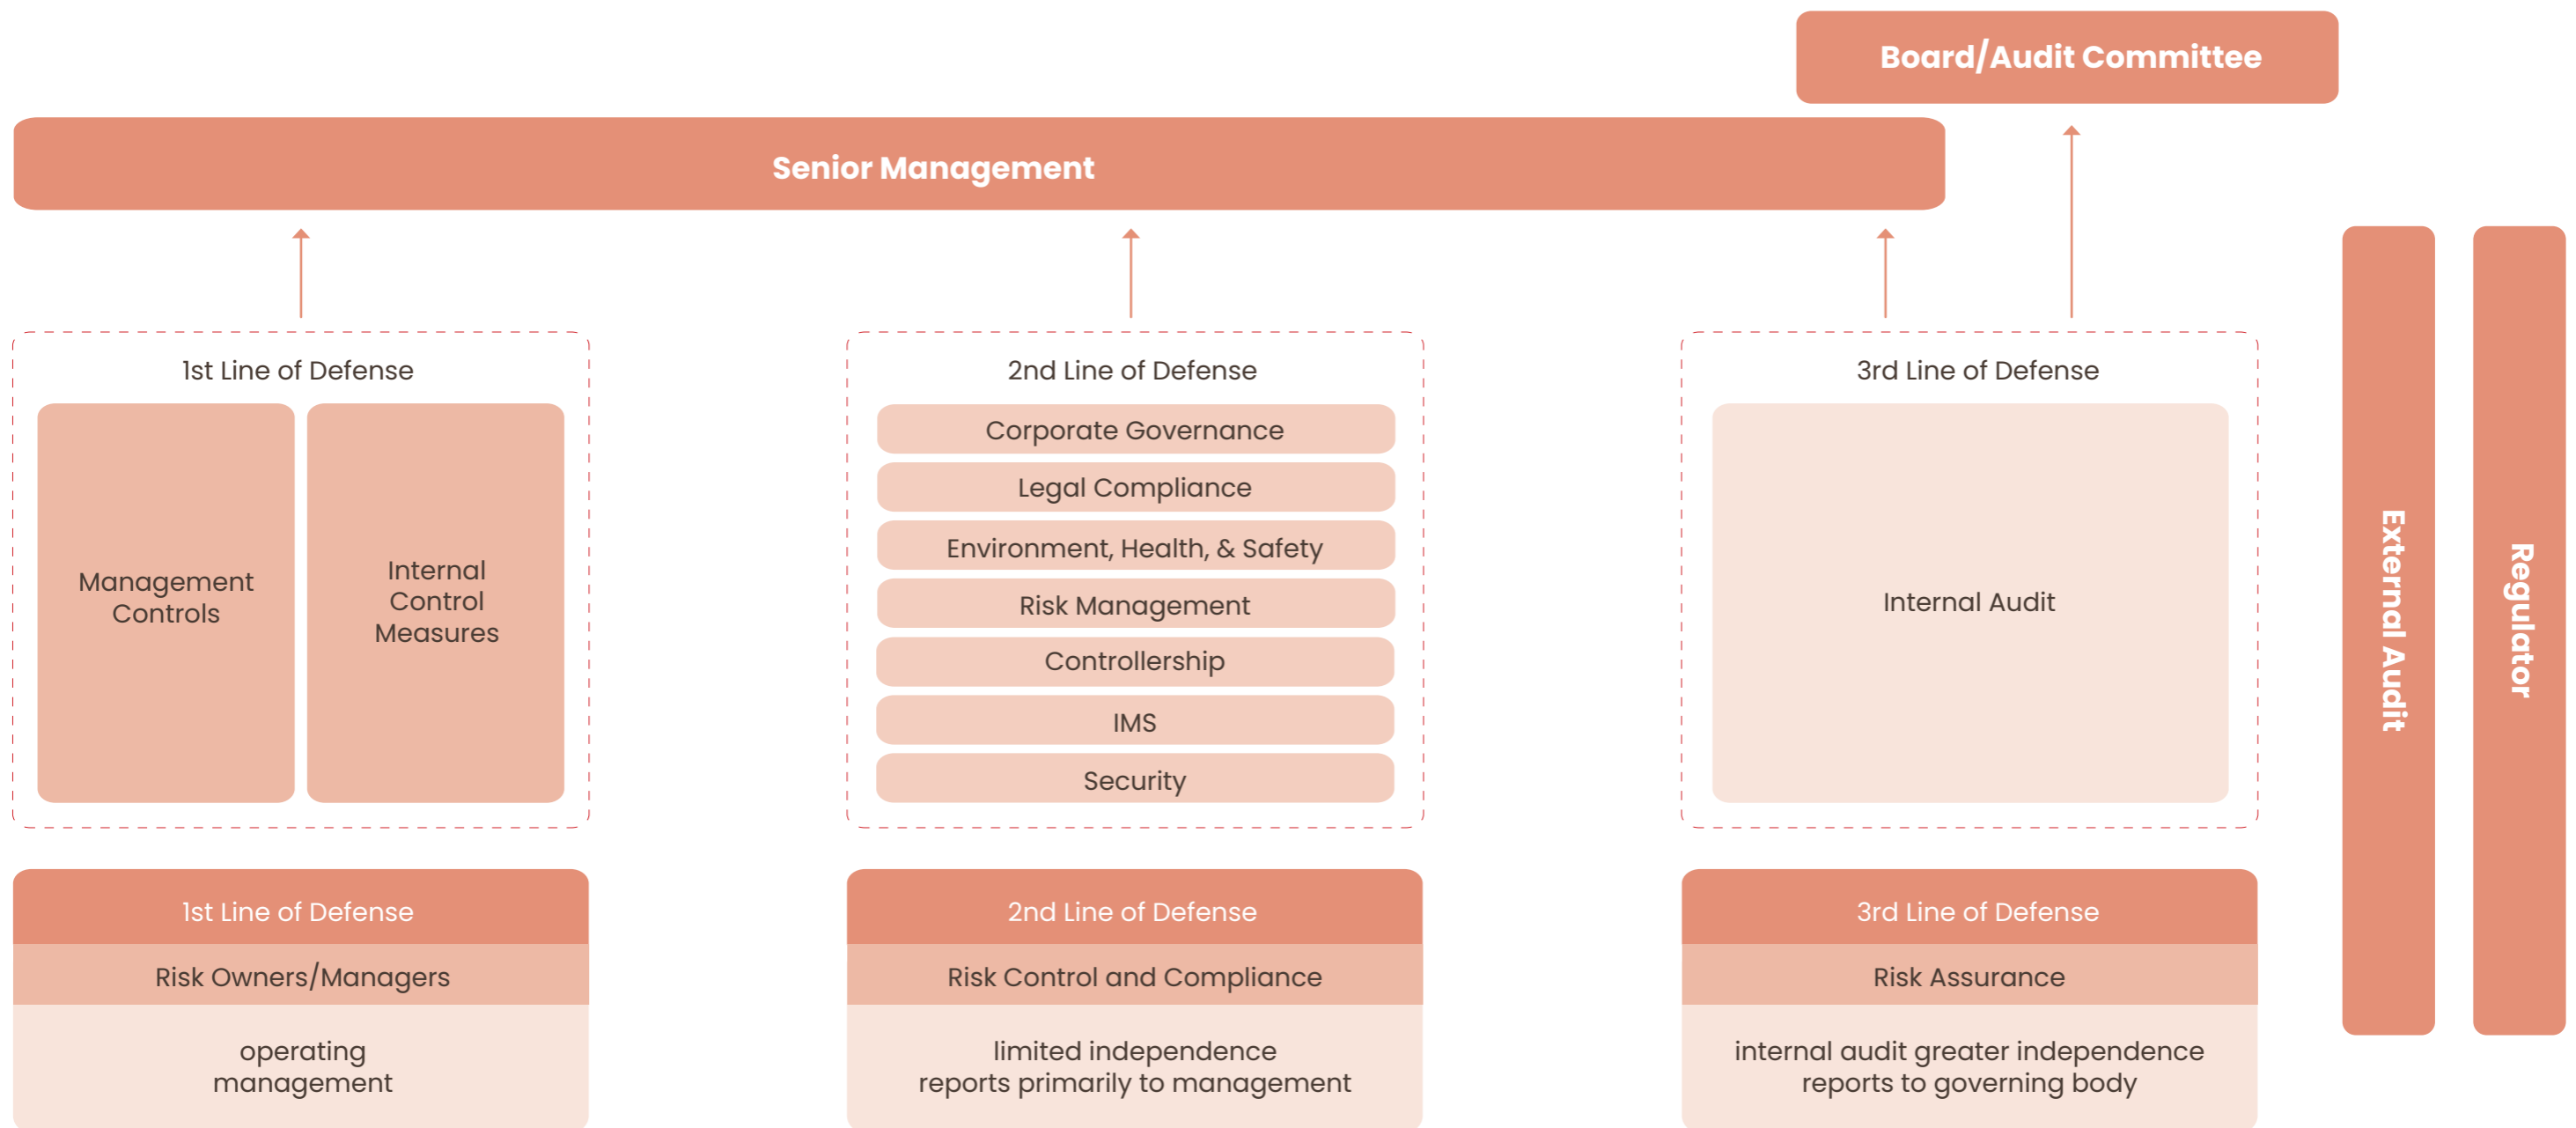 Board/Audit Committee
Senior Management
1st Line of Defense
Management
Controls
Internal
Control
Measures
2nd Line of Defense
Corporate Governance
Legal Compliance
Environment, Health, & Safety
Risk Management
Controllership
IMS
Security
3rd Line of Defense
Internal Audit
External Audit
Regulator
1st Line of Defense
Risk Owners/Managers
operating
management
2nd Line of Defense
Risk Control and Compliance
limited independence
reports primarily to management
3rd Line of Defense
Risk Assurance
internal audit greater independence
reports to governing body